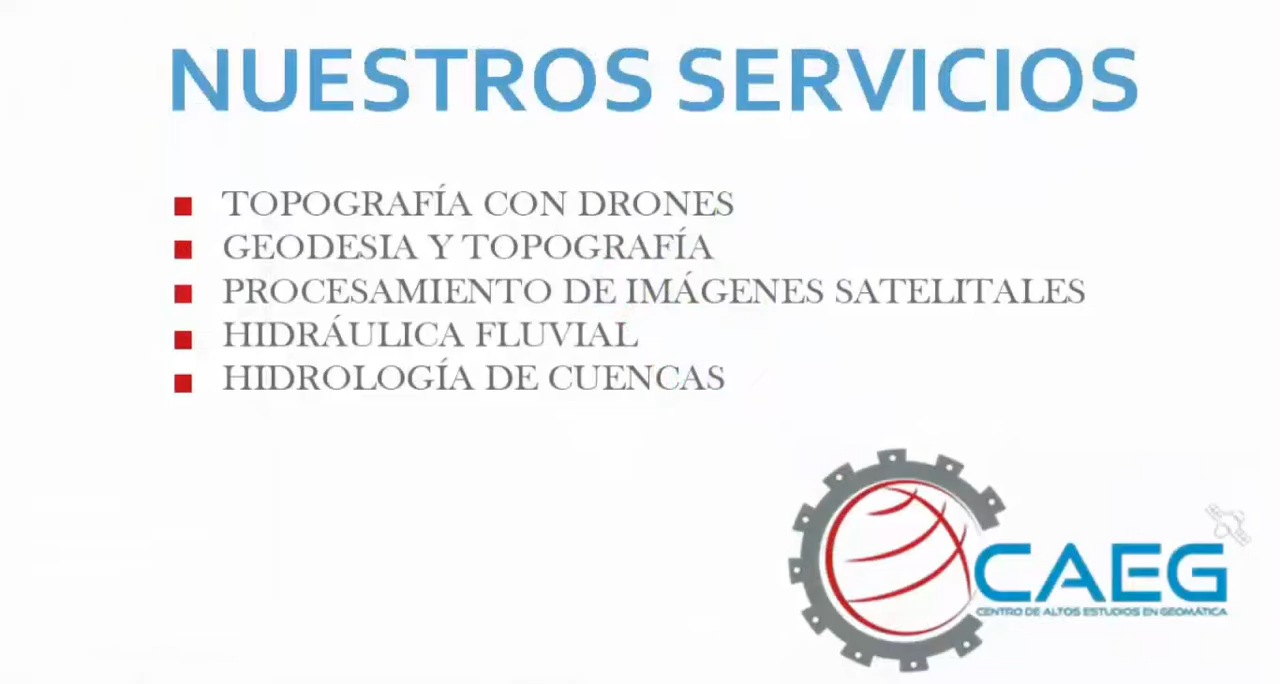 NUESTROS SERVICIOS
TOPOGRAFÍA CON DRONES
GEODESIA Y TOPOGRAFÍA
PROCESAMIENTO DE IMÁGENES SATELITALES
HIDRÁULICA FLUVIAL
HIDROLOGÍA DE CUENCAS
CAEG
CENTRO DE ALTOS ESTUDIOS EN GEOMÁTICA